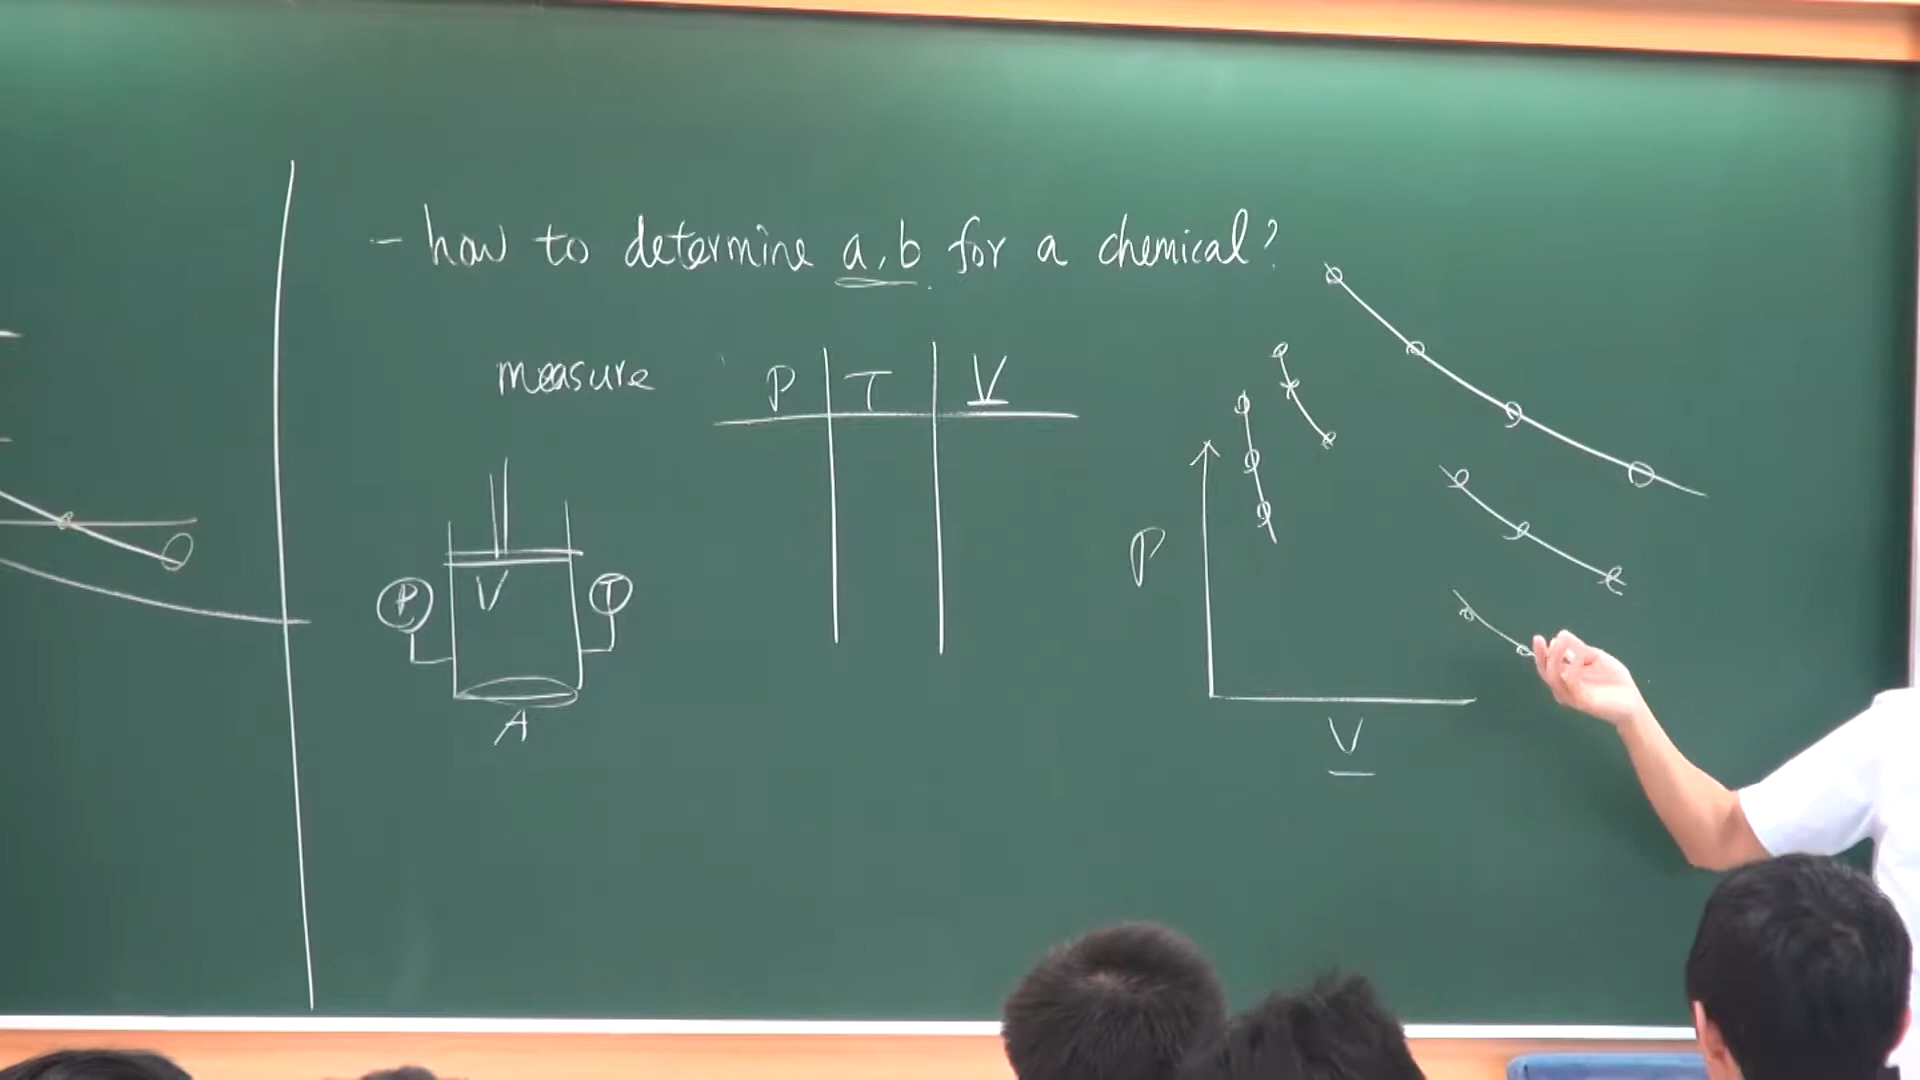 - how to determine a, b for a chemical?
measure P T V
V
P T
A
P
V